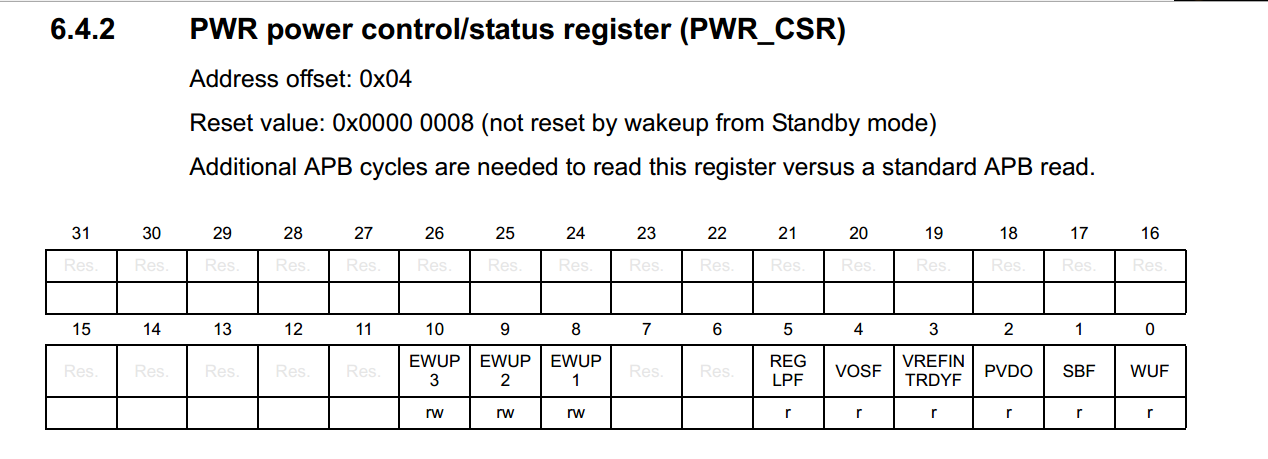 6.4.2 PWR power control/status register (PWR_CSR)
Address offset: 0x04
Reset value: 0x0000 0008 (not reset by wakeup from Standby mode)
Additional APB cycles are needed to read this register versus a standard APB read.
31 30 29 28 27 26 25 24 23 22 21 20 19 18 17 16
Res. Res. Res. Res. Res. Res. Res. Res. Res. Res. Res. Res. Res. Res. Res. Res.
15 14 13 12 11 10 9 8 7 6 5 4 3 2 1 0
Res. Res. Res. Res. Res. EWUP 3 EWUP 2 EWUP 1 Res. Res. REG LPF VOSF VREFIN TRDYF PVDO SBF WUF
rw rw rw r r r r r r